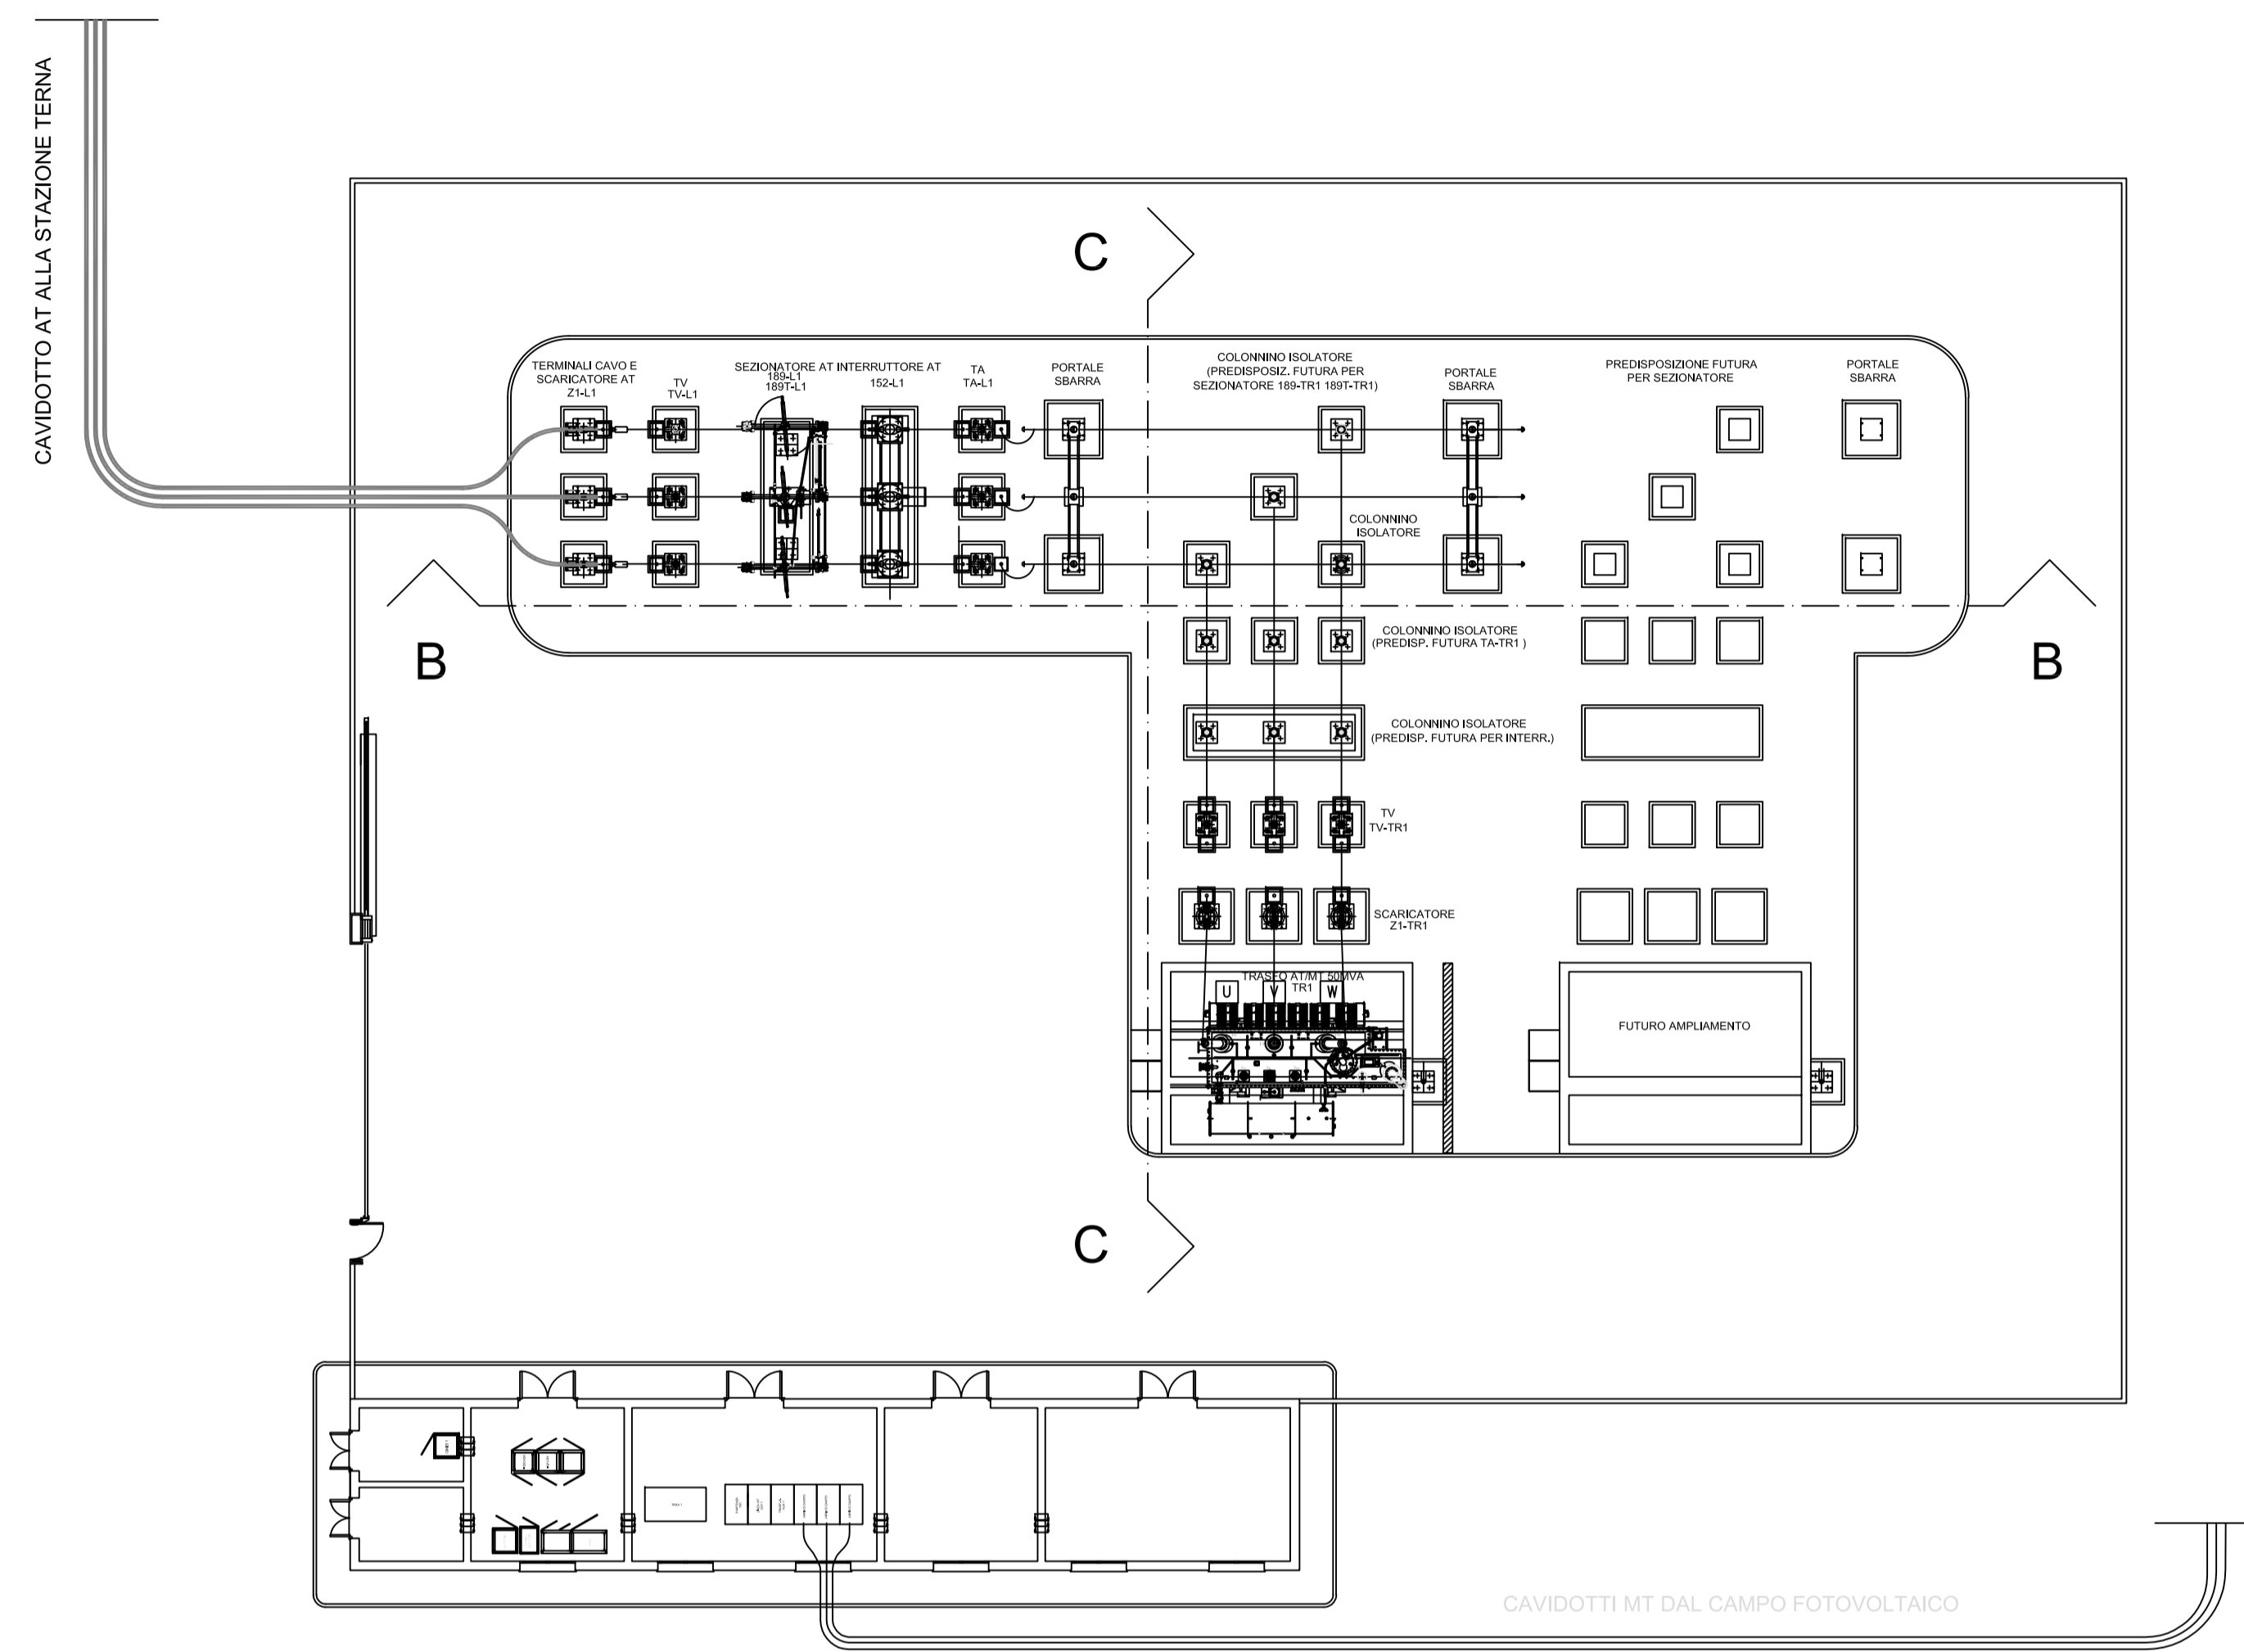 CAVIDOTTO AT ALLA STAZIONE TERNA
C
TERMINALI CAVO E
SCARICATORE AT
Z1-L1
TV
TV-L1
SEZIONATORE AT
189-L1
189T-L1
INTERRUTTORE AT
152-L1
TA
TA-L1
PORTALE
SBARRA
COLONNINO ISOLATORE
(PREDISPOSIZ. FUTURA PER
SEZIONATORE 189-TR1 189T-TR1)
PORTALE
SBARRA
PREDISPOSIZIONE FUTURA
PER SEZIONATORE
PORTALE
SBARRA
COLONNINO
ISOLATORE
B
B
COLONNINO ISOLATORE
(PREDISP. FUTURA TA-TR1 )
COLONNINO ISOLATORE
(PREDISP. FUTURA PER INTERR.)
TV
TV-TR1
SCARICATORE
Z1-TR1
TRASFO AT/MT 50MVA
TR1
U
V
W
FUTURO AMPLIAMENTO
C
CAVIDOTTI MT DAL CAMPO FOTOVOLTAICO